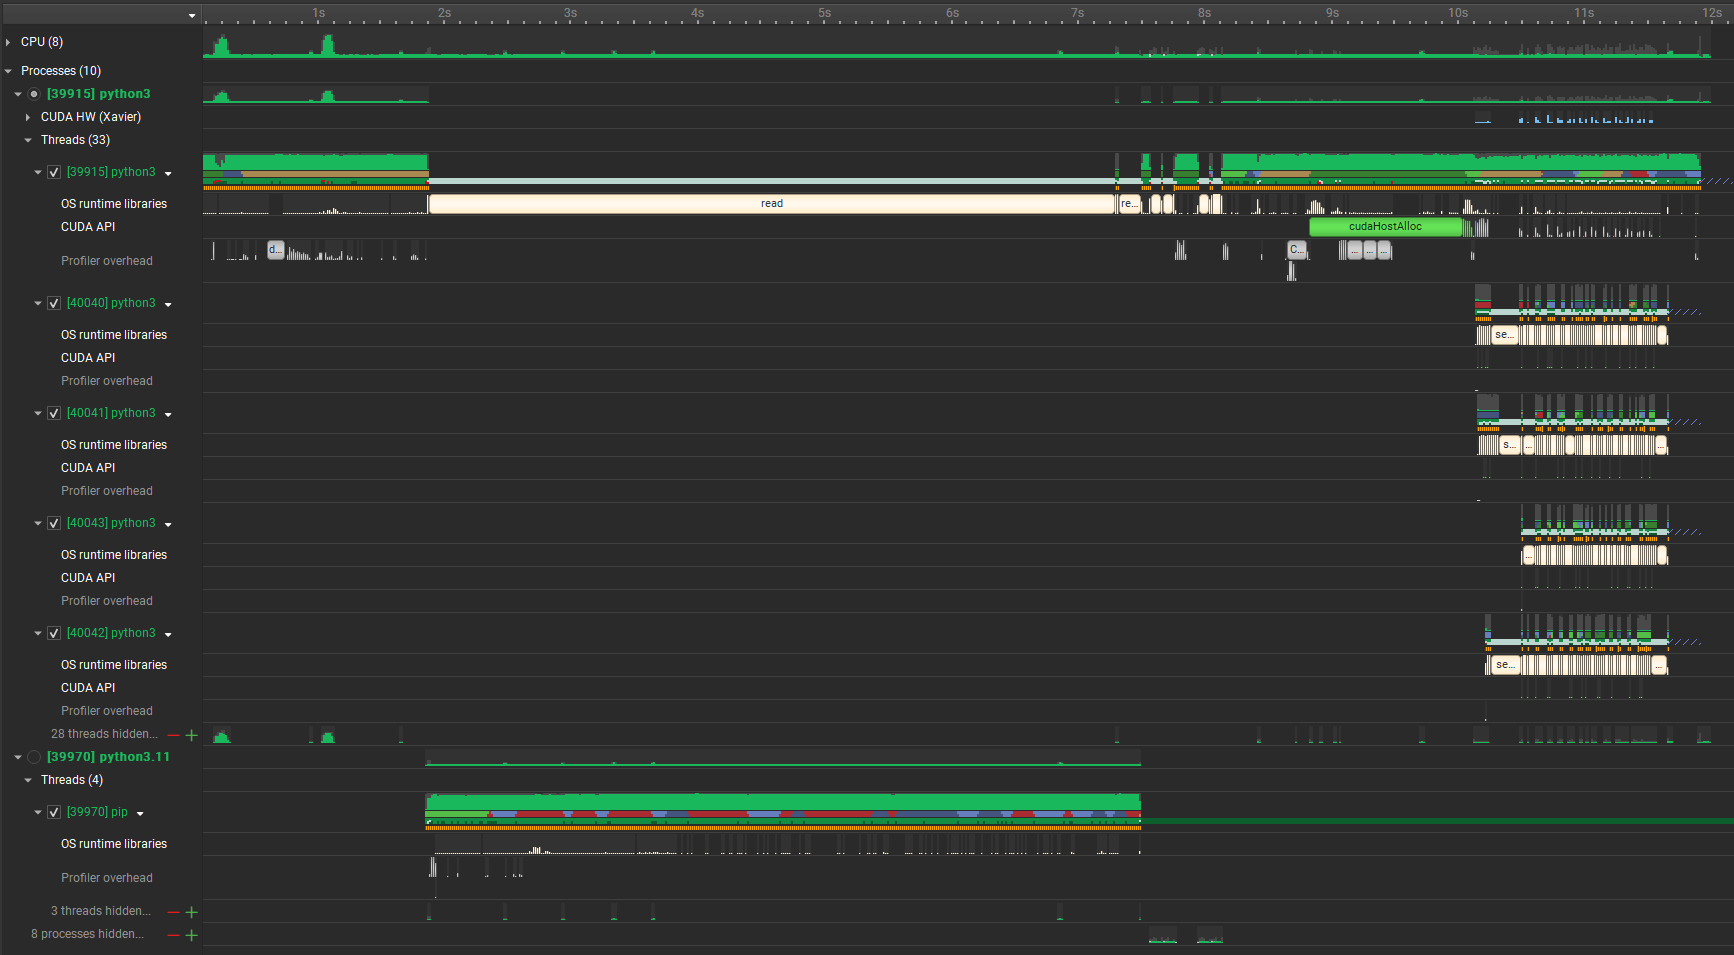 1s 2s 3s 4s 5s 6s 7s 8s 9s 10s 11s 12s
CPU (8)
Processes (10)
[39915] python3
CUDA HW (Xavier)
Threads (33)
[39915] python3
OS runtime libraries read re...
CUDA API cudaHostAlloc
d... C... ... ... ...
Profiler overhead
[40040] python3
OS runtime libraries se...
CUDA API
Profiler overhead
[40041] python3
OS runtime libraries s... ... ...
CUDA API
Profiler overhead
[40043] python3
OS runtime libraries ...
CUDA API
Profiler overhead
[40042] python3
OS runtime libraries se... ...
CUDA API
Profiler overhead
28 threads hidden...
[39970] python3.11
Threads (4)
[39970] pip
OS runtime libraries
Profiler overhead
3 threads hidden...
8 processes hidden...